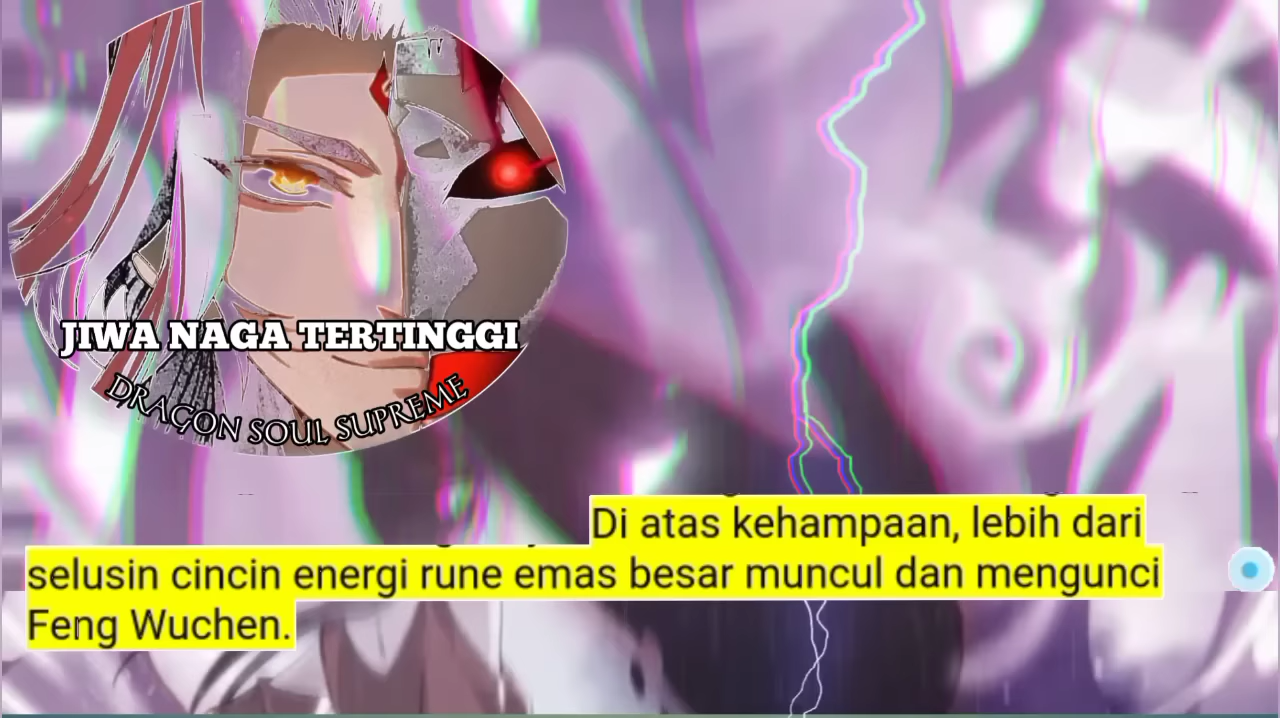 JIWA NAGA TERTINGGI
DRAGON SOUL SUPREME
Di atas kehampaan, lebih dari
selusin cincin energi rune emas besar muncul dan mengunci
Feng Wuchen.